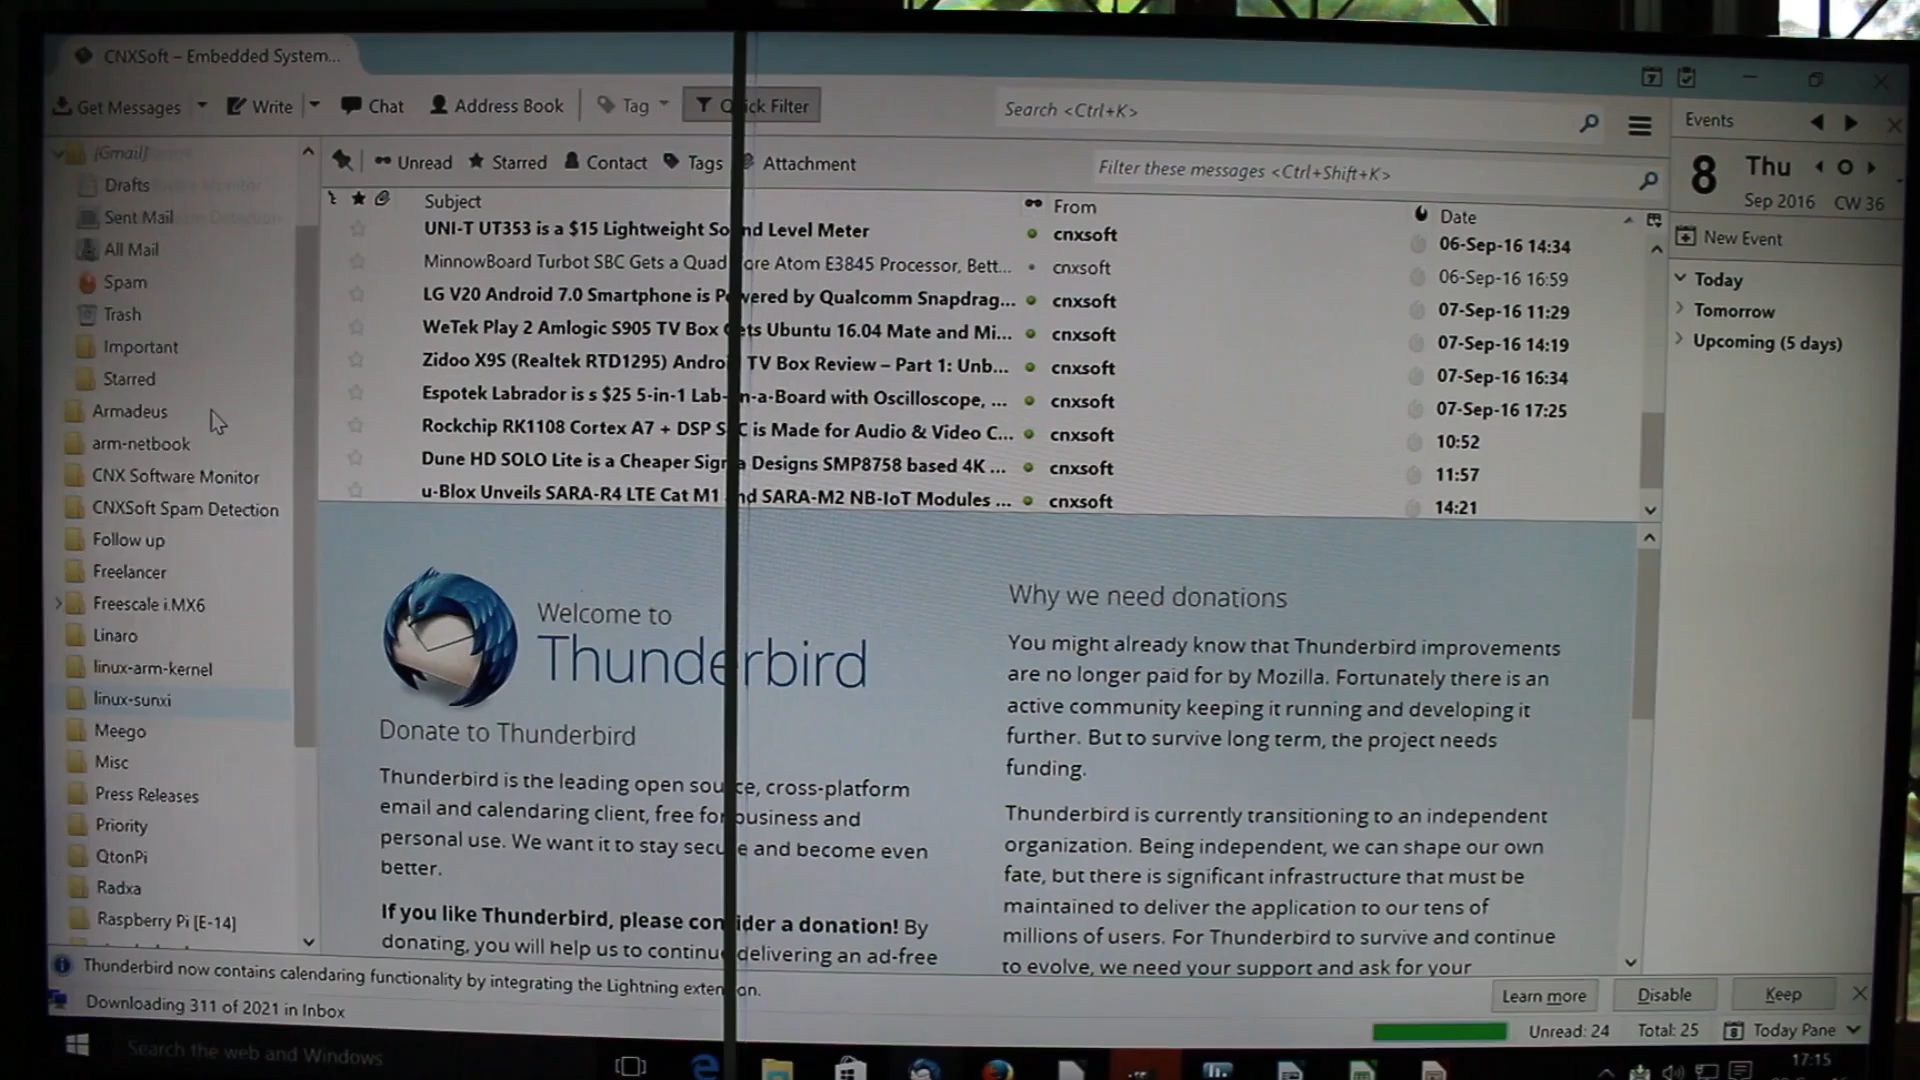 CNXSoft – Embedded System...
Get Messages Write Chat Address Book Tag Quick Filter
Search <Ctrl+K>
Events
8 Thu
Sep 2016 CW 36
New Event
Today
Tomorrow
Upcoming (5 days)
[Gmail]
Drafts
Sent Mail
All Mail
Spam
Trash
Important
Starred
Armadeus
arm-netbook
CNX Software Monitor
CNXSoft Spam Detection
Follow up
Freelancer
Freescale i.MX6
Linaro
linux-arm-kernel
linux-sunxi
Meego
Misc
Press Releases
Priority
QtonPi
Radxa
Raspberry Pi [E-14]
Unread Starred Contact Tags Attachment
Filter these messages <Ctrl+Shift+K>
Subject From Date
UNI-T UT353 is a $15 Lightweight Sound Level Meter cnxsoft 06-Sep-16 14:34
MinnowBoard Turbot SBC Gets a Quad Core Atom E3845 Processor, Bett... cnxsoft 06-Sep-16 16:59
LG V20 Android 7.0 Smartphone is Powered by Qualcomm Snapdrag... cnxsoft 07-Sep-16 11:29
WeTek Play 2 Amlogic S905 TV Box Gets Ubuntu 16.04 Mate and Mi... cnxsoft 07-Sep-16 14:19
Zidoo X9S (Realtek RTD1295) Android TV Box Review – Part 1: Unb... cnxsoft 07-Sep-16 16:34
Espotek Labrador is s $25 5-in-1 Lab-on-a-Board with Oscilloscope, ... cnxsoft 07-Sep-16 17:25
Rockchip RK1108 Cortex A7 + DSP SoC is Made for Audio & Video C... cnxsoft 10:52
Dune HD SOLO Lite is a Cheaper Sigma Designs SMP8758 based 4K ... cnxsoft 11:57
u-Blox Unveils SARA-R4 LTE Cat M1 and SARA-M2 NB-IoT Modules ... cnxsoft 14:21
Welcome to
Thunderbird
Donate to Thunderbird
Thunderbird is the leading open source, cross-platform
email and calendaring client, free for business and
personal use. We want it to stay secure and become even
better.
If you like Thunderbird, please consider a donation! By
donating, you will help us to continue delivering an ad-free
Why we need donations
You might already know that Thunderbird improvements
are no longer paid for by Mozilla. Fortunately there is an
active community keeping it running and developing it
further. But to survive long term, the project needs
funding.
Thunderbird is currently transitioning to an independent
organization. Being independent, we can shape our own
fate, but there is significant infrastructure that must be
maintained to deliver the application to our tens of
millions of users. For Thunderbird to survive and continue
to evolve, we need your support and ask for your
Thunderbird now contains calendaring functionality by integrating the Lightning extension.
Learn more Disable Keep
Downloading 311 of 2021 in Inbox
Unread: 24 Total: 25 Today Pane
Search the web and Windows
17:15